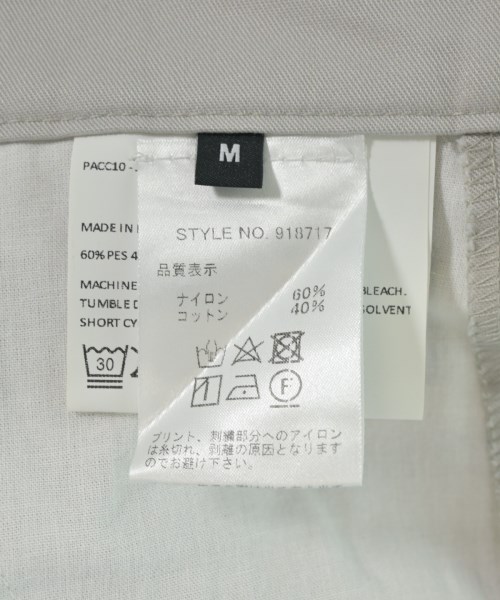 M
PACC10 -
STYLE NO. 918717
MADE IN
品質表示
60% PES 4
ナイロン 60%
コットン 40%
MACHINE
BLEACH.
TUMBLE D
SOLVENT
SHORT CY
30
F
プリント、刺繍部分へのアイロン
は糸切れ、剥離の原因となります
のでお避け下さい。